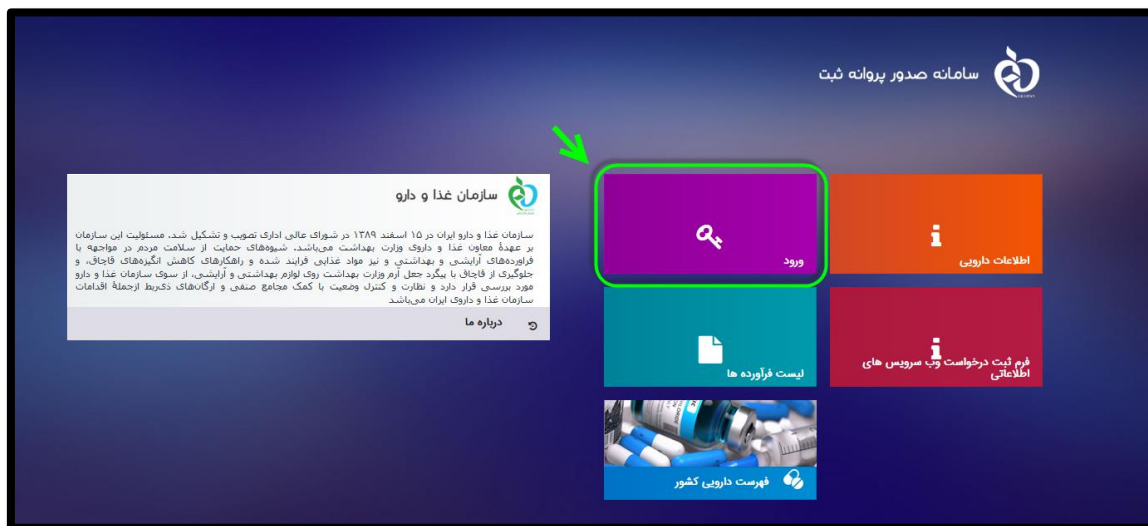 سامانه صدور پروانه ثبت
اطلاعات دارویی
ورود
سازمان غذا و دارو
سازمان غذا و دارو ایران در ۱۵ اسفند ۱۳۸۹ در شورای عالی اداری تصویب و تشکیل شد. مسئولیت این سازمان
بر عهدهٔ معاون غذا و داروی وزارت بهداشت می‌باشد. شیوه‌های حمایت از سلامت مردم در مواجهه با
فراورده‌های آرایشی و بهداشتی و نیز مواد غذایی فرایند شده و راهکارهای کاهش انگیزه‌های قاچاق، و
جلوگیری از قاچاق با پیگرد جعل آرم وزارت بهداشت روی لوازم بهداشتی و آرایشی، از سوی سازمان غذا و دارو
مورد بررسی قرار دارد و نظارت و کنترل وضعیت با کمک مجامع صنفی و ارگان‌های ذی‌ربط ازجملهٔ اقدامات
سازمان غذا و داروی ایران می‌باشد
درباره ما
فرم ثبت درخواست وب سرویس های
اطلاعاتی
لیست فرآورده ها
فهرست دارویی کشور